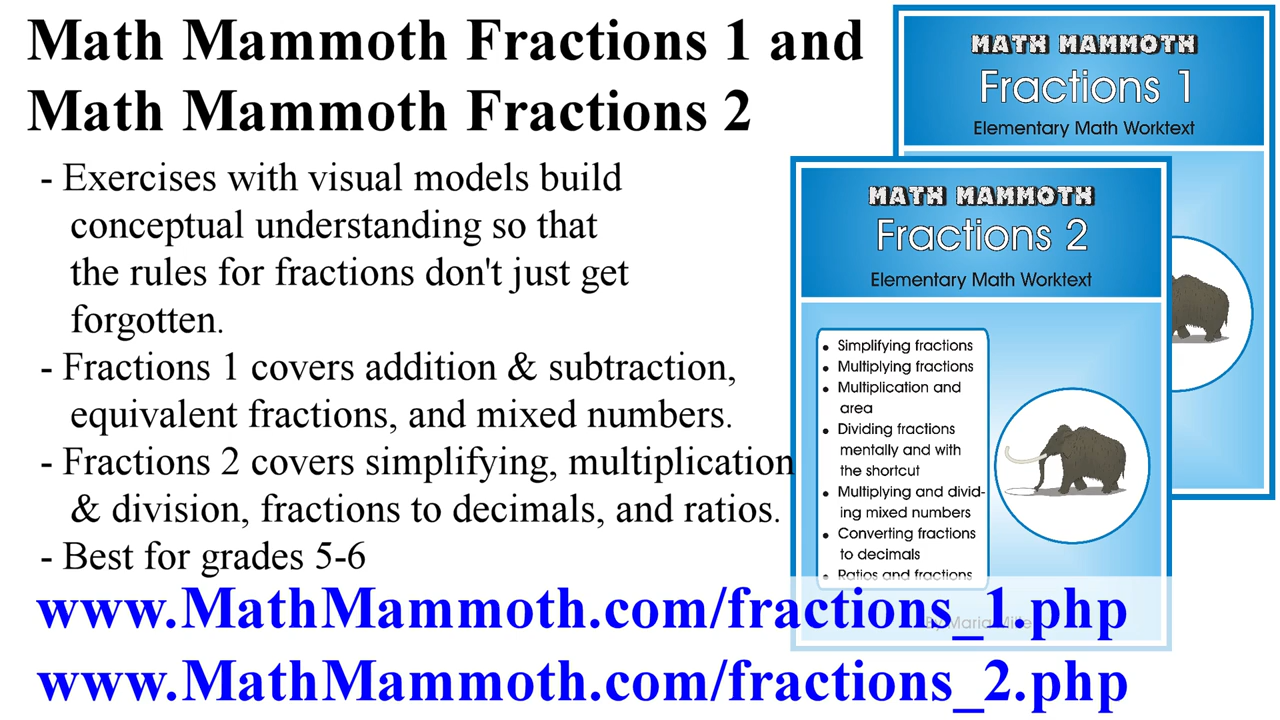 Math Mammoth Fractions 1 and
Math Mammoth Fractions 2
- Exercises with visual models build
conceptual understanding so that
the rules for fractions don't just get
forgotten.
- Fractions 1 covers addition & subtraction,
equivalent fractions, and mixed numbers.
- Fractions 2 covers simplifying, multiplication
& division, fractions to decimals, and ratios.
- Best for grades 5-6
www.MathMammoth.com/fractions_1.php
www.MathMammoth.com/fractions_2.php
MATH MAMMOTH
Fractions 1
Elementary Math Worktext
MATH MAMMOTH
Fractions 2
Elementary Math Worktext
• Simplifying fractions
• Multiplying fractions
• Multiplication and
area
• Dividing fractions
mentally and with
the shortcut
• Multiplying and divid-
ing mixed numbers
• Converting fractions
to decimals
• Ratios and fractions
By Maria